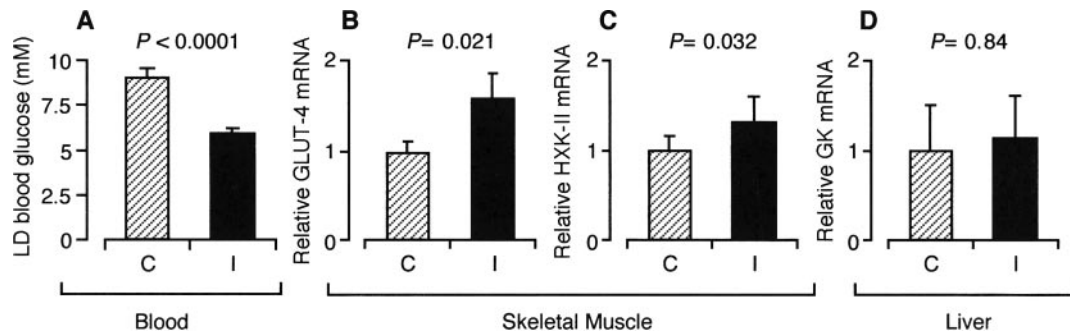 A
P < 0.0001
LD blood glucose (mM)
10
7.5
5
2.5
0
C I
Blood
B
P= 0.021
Relative GLUT-4 mRNA
2
1
0
C I
C
P= 0.032
Relative HXK-II mRNA
2
1
0
C I
Skeletal Muscle
D
P= 0.84
Relative GK mRNA
2
1
0
C I
Liver